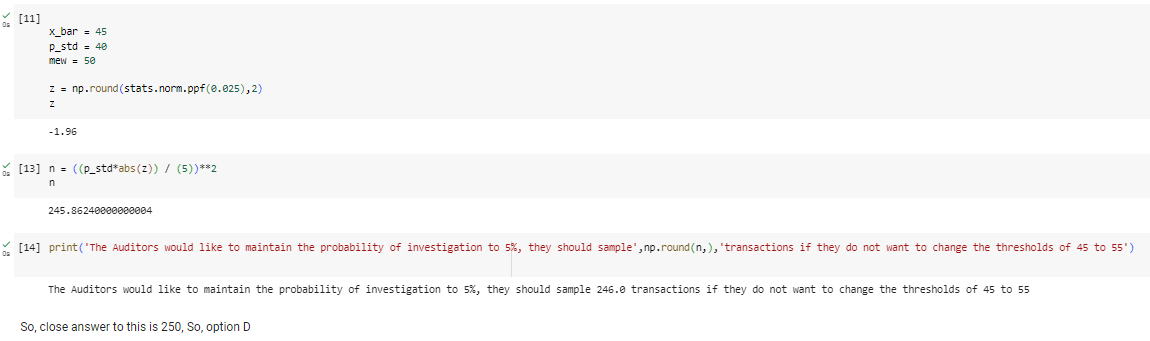 [11]
0s
x_bar = 45
p_std = 40
mew = 50
z = np.round(stats.norm.ppf(0.025),2)
z
-1.96
[13] n = ((p_std*abs(z)) / (5))**2
0s
n
245.86240000000004
[14] print('The Auditors would like to maintain the probability of investigation to 5%, they should sample',np.round(n,),'transactions if they do not want to change the thresholds of 45 to 55')
0s
The Auditors would like to maintain the probability of investigation to 5%, they should sample 246.0 transactions if they do not want to change the thresholds of 45 to 55
So, close answer to this is 250, So, option D